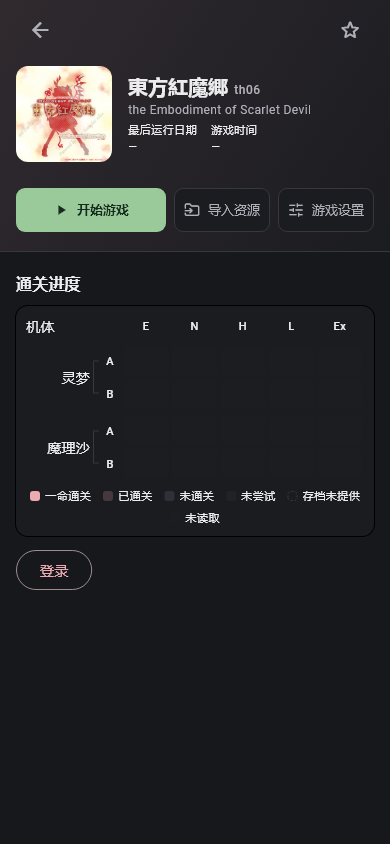 東方紅魔郷 th06
the Embodiment of Scarlet Devil
最后运行日期 游戏时间
— —
开始游戏 导入资源 游戏设置
通关进度
机体 E N H L Ex
灵梦 A
B
魔理沙 A
B
一命通关 已通关 未通关 未尝试 存档未提供
未读取
登录